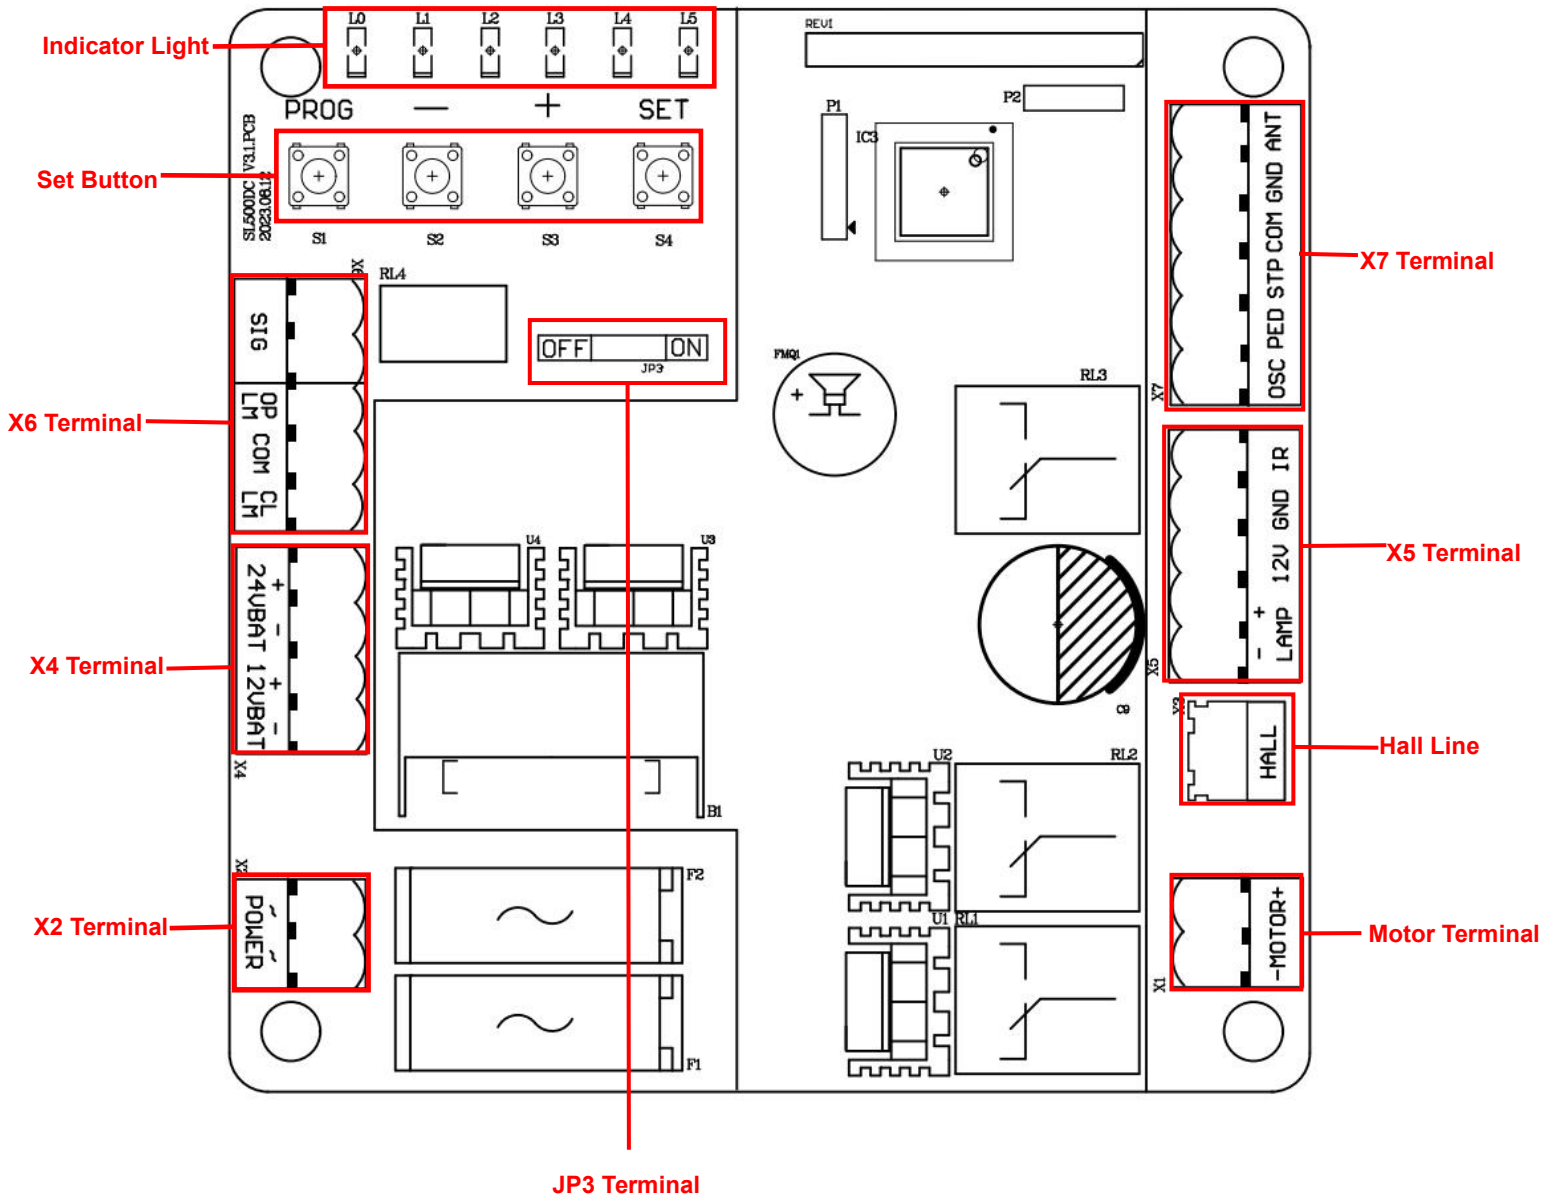 L0 L1 L2 L3 L4 L5
REV1
Indicator Light
PROG — + SET
P2
P1
IC3
SL500DC V3.1.PCB
20230612
Set Button
S1 S2 S3 S4
ANT
GND
COM
STP
PED
OSC
X7
X7 Terminal
X6
RL4
SIG
OP LM
COM
CL LM
X6 Terminal
OFF ON
JP3
FMQ1
+
RL3
IR
GND
12V
+
LAMP
-
X5
X5 Terminal
U4 U3
+
24VBAT
-
+
12VBAT
-
X4
X4 Terminal
C9
X3
HALL
Hall Line
U2 RL2
B1
X2
~
POWER
~
X2 Terminal
F2
U1 RL1
-MOTOR+
X1
Motor Terminal
F1
JP3 Terminal